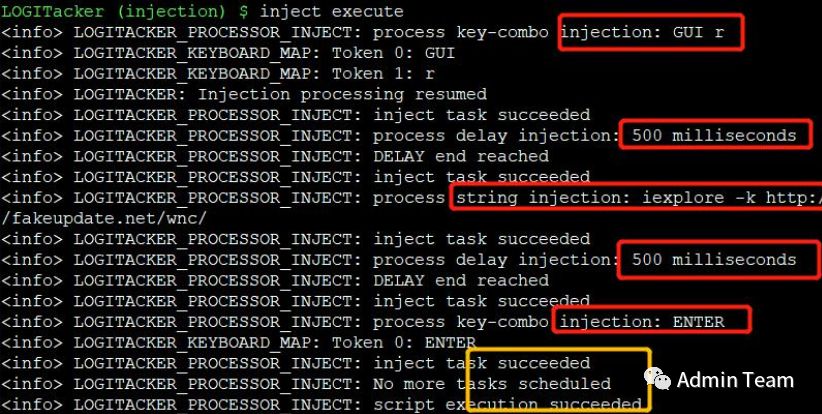 LOGITacker (injection) $ inject execute
<info> LOGITACKER_PROCESSOR_INJECT: process key-combo injection: GUI r
<info> LOGITACKER_KEYBOARD_MAP: Token 0: GUI
<info> LOGITACKER_KEYBOARD_MAP: Token 1: r
<info> LOGITACKER: Injection processing resumed
<info> LOGITACKER_PROCESSOR_INJECT: inject task succeeded
<info> LOGITACKER_PROCESSOR_INJECT: process delay injection: 500 milliseconds
<info> LOGITACKER_PROCESSOR_INJECT: DELAY end reached
<info> LOGITACKER_PROCESSOR_INJECT: inject task succeeded
<info> LOGITACKER_PROCESSOR_INJECT: process string injection: iexplore -k http:/
/fakeupdate.net/wnc/
<info> LOGITACKER_PROCESSOR_INJECT: inject task succeeded
<info> LOGITACKER_PROCESSOR_INJECT: process delay injection: 500 milliseconds
<info> LOGITACKER_PROCESSOR_INJECT: DELAY end reached
<info> LOGITACKER_PROCESSOR_INJECT: inject task succeeded
<info> LOGITACKER_PROCESSOR_INJECT: process key-combo injection: ENTER
<info> LOGITACKER_KEYBOARD_MAP: Token 0: ENTER
<info> LOGITACKER_PROCESSOR_INJECT: inject task succeeded
<info> LOGITACKER_PROCESSOR_INJECT: No more tasks scheduled
<info> LOGITACKER_PROCESSOR_INJECT: script execution succeeded
Admin Team